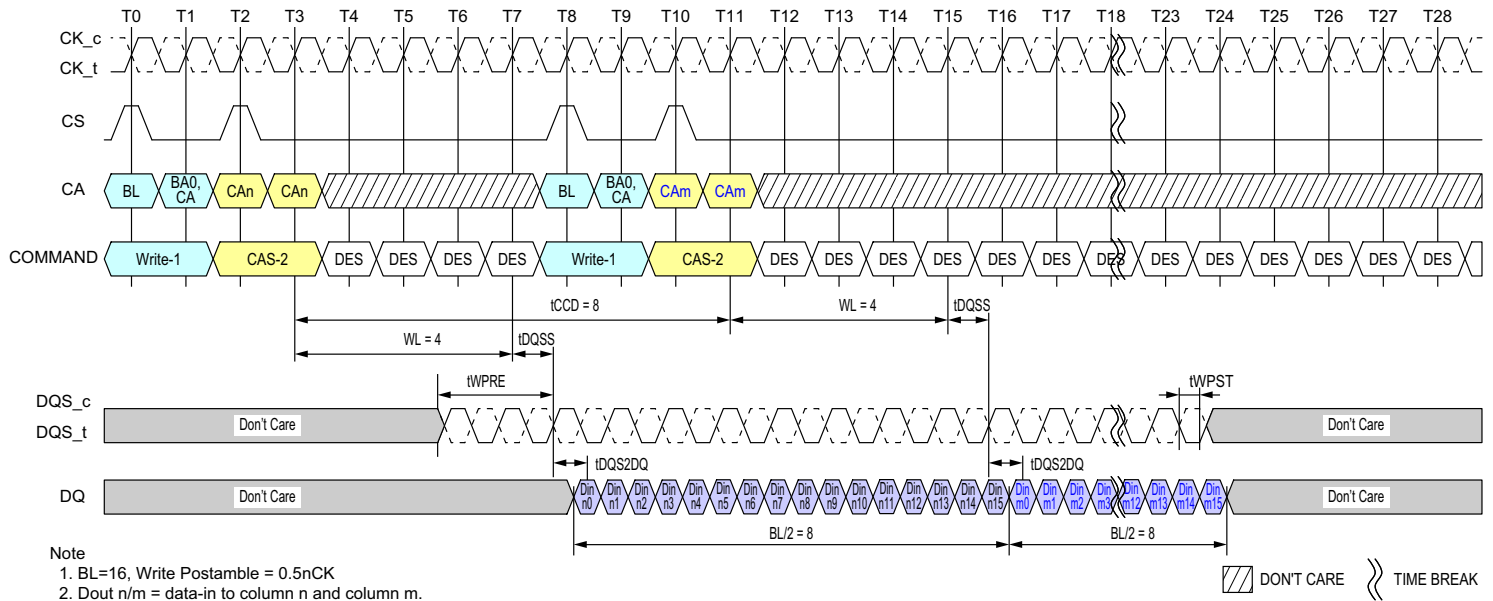 T0 T1 T2 T3 T4 T5 T6 T7 T8 T9 T10 T11 T12 T13 T14 T15 T16 T17 T18 T23 T24 T25 T26 T27 T28
CK_c
CK_t
CS
CA BL BA0, CA CAn CAn BL BA0, CA CAm CAm
COMMAND Write-1 CAS-2 DES DES DES DES Write-1 CAS-2 DES DES DES DES DES DES DES DES DES DES DES DES DES
tCCD = 8 WL = 4 tDQSS
WL = 4 tDQSS
tWPRE tWPST
DQS_c
DQS_t
Don't Care Don't Care
tDQS2DQ tDQS2DQ
DQ Don't Care Din n0 Din n1 Din n2 Din n3 Din n4 Din n5 Din n6 Din n7 Din n8 Din n9 Din n10 Din n11 Din n12 Din n13 Din n14 Din n15 Din m0 Din m1 Din m2 Din m3 Din m12 Din m13 Din m14 Din m15 Don't Care
BL/2 = 8 BL/2 = 8
Note
1. BL=16, Write Postamble = 0.5nCK
2. Dout n/m = data-in to column n and column m.
DON'T CARE TIME BREAK